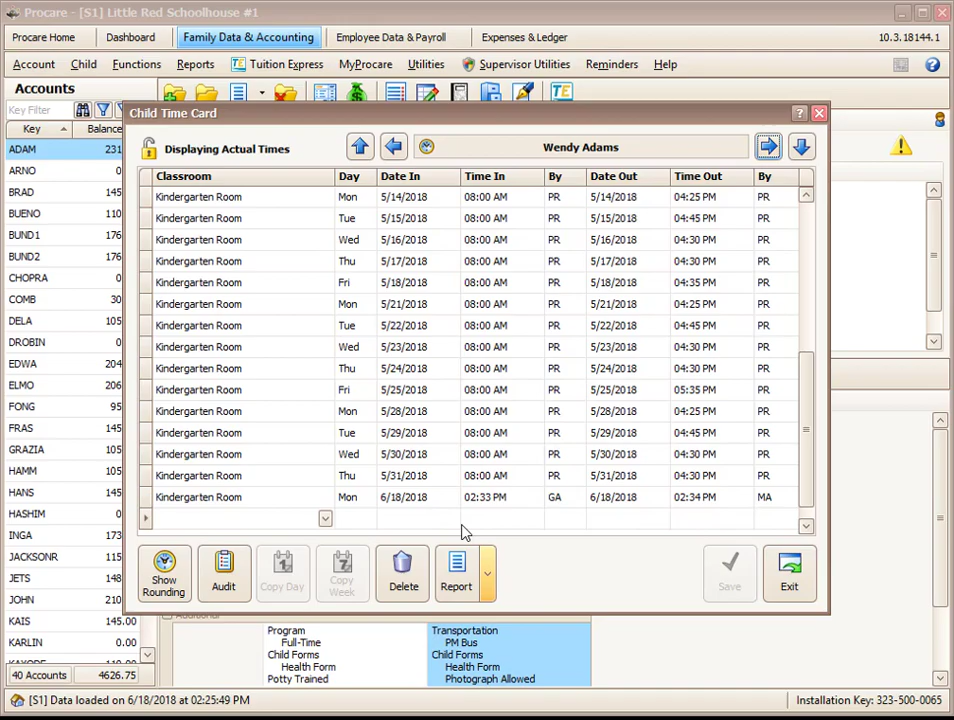 Procare - [S1] Little Red Schoolhouse #1
Procare Home Dashboard Family Data & Accounting Employee Data & Payroll Expenses & Ledger 10.3.18144.1
Account Child Functions Reports TE Tuition Express MyProcare Utilities Supervisor Utilities Reminders Help
Accounts
Key Filter
Key Balance
ADAM 231
ARNO 0
BRAD 145
BUENO 110
BUND1 176
BUND2 176
CHOPRA 0
COMB 30
DELA 105
DROBIN 0
EDWA 204
ELMO 206
FONG 95
FRAS 145
GRAZIA 105
HAMM 105
HANS 145
HASHIM 0
INGA 173
JACKSONR 115
JETS 148
JOHN 210
KAIS 145.00
KARLIN 0.00
40 Accounts 4626.75
TE
Child Time Card
Displaying Actual Times Wendy Adams
Classroom Day Date In Time In By Date Out Time Out By
Kindergarten Room Mon 5/14/2018 08:00 AM PR 5/14/2018 04:25 PM PR
Kindergarten Room Tue 5/15/2018 08:00 AM PR 5/15/2018 04:45 PM PR
Kindergarten Room Wed 5/16/2018 08:00 AM PR 5/16/2018 04:30 PM PR
Kindergarten Room Thu 5/17/2018 08:00 AM PR 5/17/2018 04:30 PM PR
Kindergarten Room Fri 5/18/2018 08:00 AM PR 5/18/2018 04:35 PM PR
Kindergarten Room Mon 5/21/2018 08:00 AM PR 5/21/2018 04:25 PM PR
Kindergarten Room Tue 5/22/2018 08:00 AM PR 5/22/2018 04:45 PM PR
Kindergarten Room Wed 5/23/2018 08:00 AM PR 5/23/2018 04:30 PM PR
Kindergarten Room Thu 5/24/2018 08:00 AM PR 5/24/2018 04:30 PM PR
Kindergarten Room Fri 5/25/2018 08:00 AM PR 5/25/2018 05:35 PM PR
Kindergarten Room Mon 5/28/2018 08:00 AM PR 5/28/2018 04:25 PM PR
Kindergarten Room Tue 5/29/2018 08:00 AM PR 5/29/2018 04:45 PM PR
Kindergarten Room Wed 5/30/2018 08:00 AM PR 5/30/2018 04:30 PM PR
Kindergarten Room Thu 5/31/2018 08:00 AM PR 5/31/2018 04:30 PM PR
Kindergarten Room Mon 6/18/2018 02:33 PM GA 6/18/2018 02:34 PM MA
Show Rounding Audit Copy Day Copy Week Delete Report Save Exit
Program
Full-Time
Child Forms
Health Form
Potty Trained
Transportation
PM Bus
Child Forms
Health Form
Photograph Allowed
[S1] Data loaded on 6/18/2018 at 02:25:49 PM Installation Key: 323-500-0065